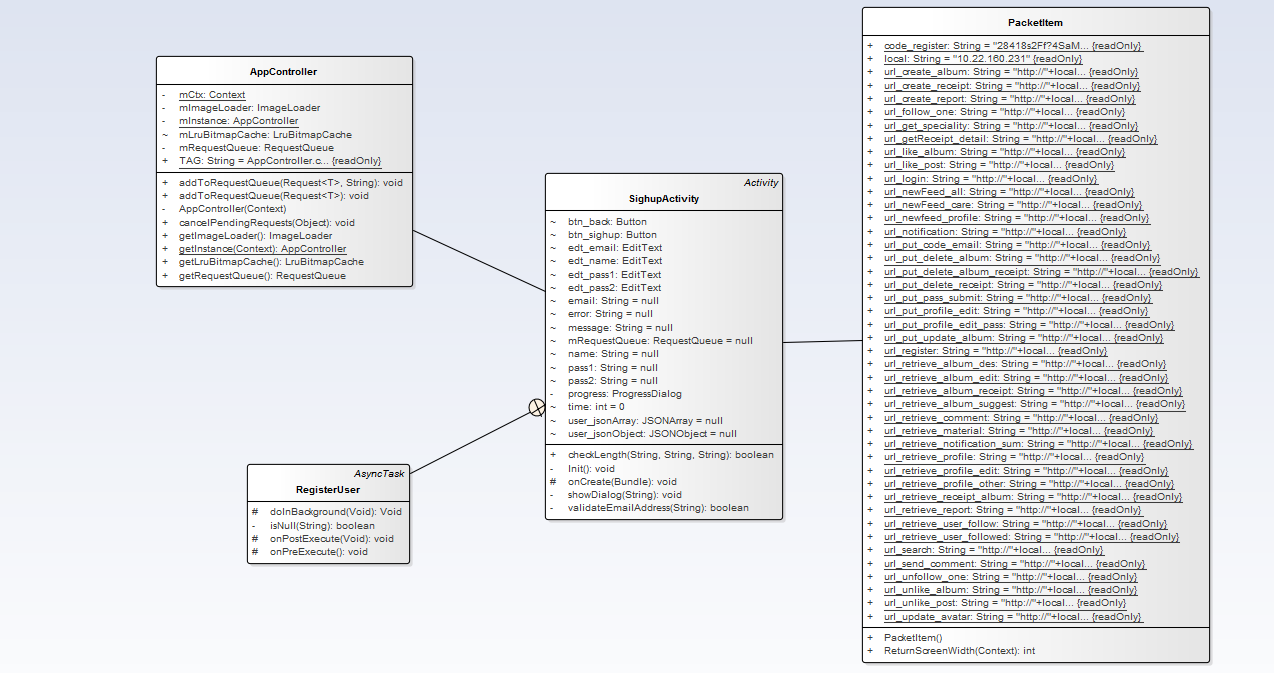 AppController
- mCtx: Context
- mImageLoader: ImageLoader
- mInstance: AppController
~ mLruBitmapCache: LruBitmapCache
- mRequestQueue: RequestQueue
+ TAG: String = AppController.c... {readOnly}
+ addToRequestQueue(Request<T>, String): void
+ addToRequestQueue(Request<T>): void
- AppController(Context)
+ cancelPendingRequests(Object): void
+ getImageLoader(): ImageLoader
+ getInstance(Context): AppController
+ getLruBitmapCache(): LruBitmapCache
+ getRequestQueue(): RequestQueue
Activity
SighupActivity
~ btn_back: Button
~ btn_sighup: Button
~ edt_email: EditText
~ edt_name: EditText
~ edt_pass1: EditText
~ edt_pass2: EditText
~ email: String = null
~ error: String = null
~ message: String = null
~ mRequestQueue: RequestQueue = null
~ name: String = null
~ pass1: String = null
~ pass2: String = null
- progress: ProgressDialog
~ time: int = 0
~ user_jsonArray: JSONArray = null
~ user_jsonObject: JSONObject = null
+ checkLength(String, String, String): boolean
- Init(): void
# onCreate(Bundle): void
- showDialog(String): void
- validateEmailAddress(String): boolean
AsyncTask
RegisterUser
# doInBackground(Void): Void
- isNull(String): boolean
# onPostExecute(Void): void
# onPreExecute(): void
PacketItem
+ code_register: String = "28418s2Ff?4SaM... {readOnly}
+ local: String = "10.22.160.231" {readOnly}
+ url_create_album: String = "http://"+local... {readOnly}
+ url_create_receipt: String = "http://"+local... {readOnly}
+ url_create_report: String = "http://"+local... {readOnly}
+ url_follow_one: String = "http://"+local... {readOnly}
+ url_get_speciality: String = "http://"+local... {readOnly}
+ url_getReceipt_detail: String = "http://"+local... {readOnly}
+ url_like_album: String = "http://"+local... {readOnly}
+ url_like_post: String = "http://"+local... {readOnly}
+ url_login: String = "http://"+local... {readOnly}
+ url_newFeed_all: String = "http://"+local... {readOnly}
+ url_newFeed_care: String = "http://"+local... {readOnly}
+ url_newfeed_profile: String = "http://"+local... {readOnly}
+ url_notification: String = "http://"+local... {readOnly}
+ url_put_code_email: String = "http://"+local... {readOnly}
+ url_put_delete_album: String = "http://"+local... {readOnly}
+ url_put_delete_album_receipt: String = "http://"+local... {readOnly}
+ url_put_delete_receipt: String = "http://"+local... {readOnly}
+ url_put_pass_submit: String = "http://"+local... {readOnly}
+ url_put_profile_edit: String = "http://"+local... {readOnly}
+ url_put_profile_edit_pass: String = "http://"+local... {readOnly}
+ url_put_update_album: String = "http://"+local... {readOnly}
+ url_register: String = "http://"+local... {readOnly}
+ url_retrieve_album_des: String = "http://"+local... {readOnly}
+ url_retrieve_album_edit: String = "http://"+local... {readOnly}
+ url_retrieve_album_receipt: String = "http://"+local... {readOnly}
+ url_retrieve_album_suggest: String = "http://"+local... {readOnly}
+ url_retrieve_comment: String = "http://"+local... {readOnly}
+ url_retrieve_material: String = "http://"+local... {readOnly}
+ url_retrieve_notification_sum: String = "http://"+local... {readOnly}
+ url_retrieve_profile: String = "http://"+local... {readOnly}
+ url_retrieve_profile_edit: String = "http://"+local... {readOnly}
+ url_retrieve_profile_other: String = "http://"+local... {readOnly}
+ url_retrieve_receipt_album: String = "http://"+local... {readOnly}
+ url_retrieve_report: String = "http://"+local... {readOnly}
+ url_retrieve_user_follow: String = "http://"+local... {readOnly}
+ url_retrieve_user_followed: String = "http://"+local... {readOnly}
+ url_search: String = "http://"+local... {readOnly}
+ url_send_comment: String = "http://"+local... {readOnly}
+ url_unfollow_one: String = "http://"+local... {readOnly}
+ url_unlike_album: String = "http://"+local... {readOnly}
+ url_unlike_post: String = "http://"+local... {readOnly}
+ url_update_avatar: String = "http://"+local... {readOnly}
+ PacketItem()
+ ReturnScreenWidth(Context): int